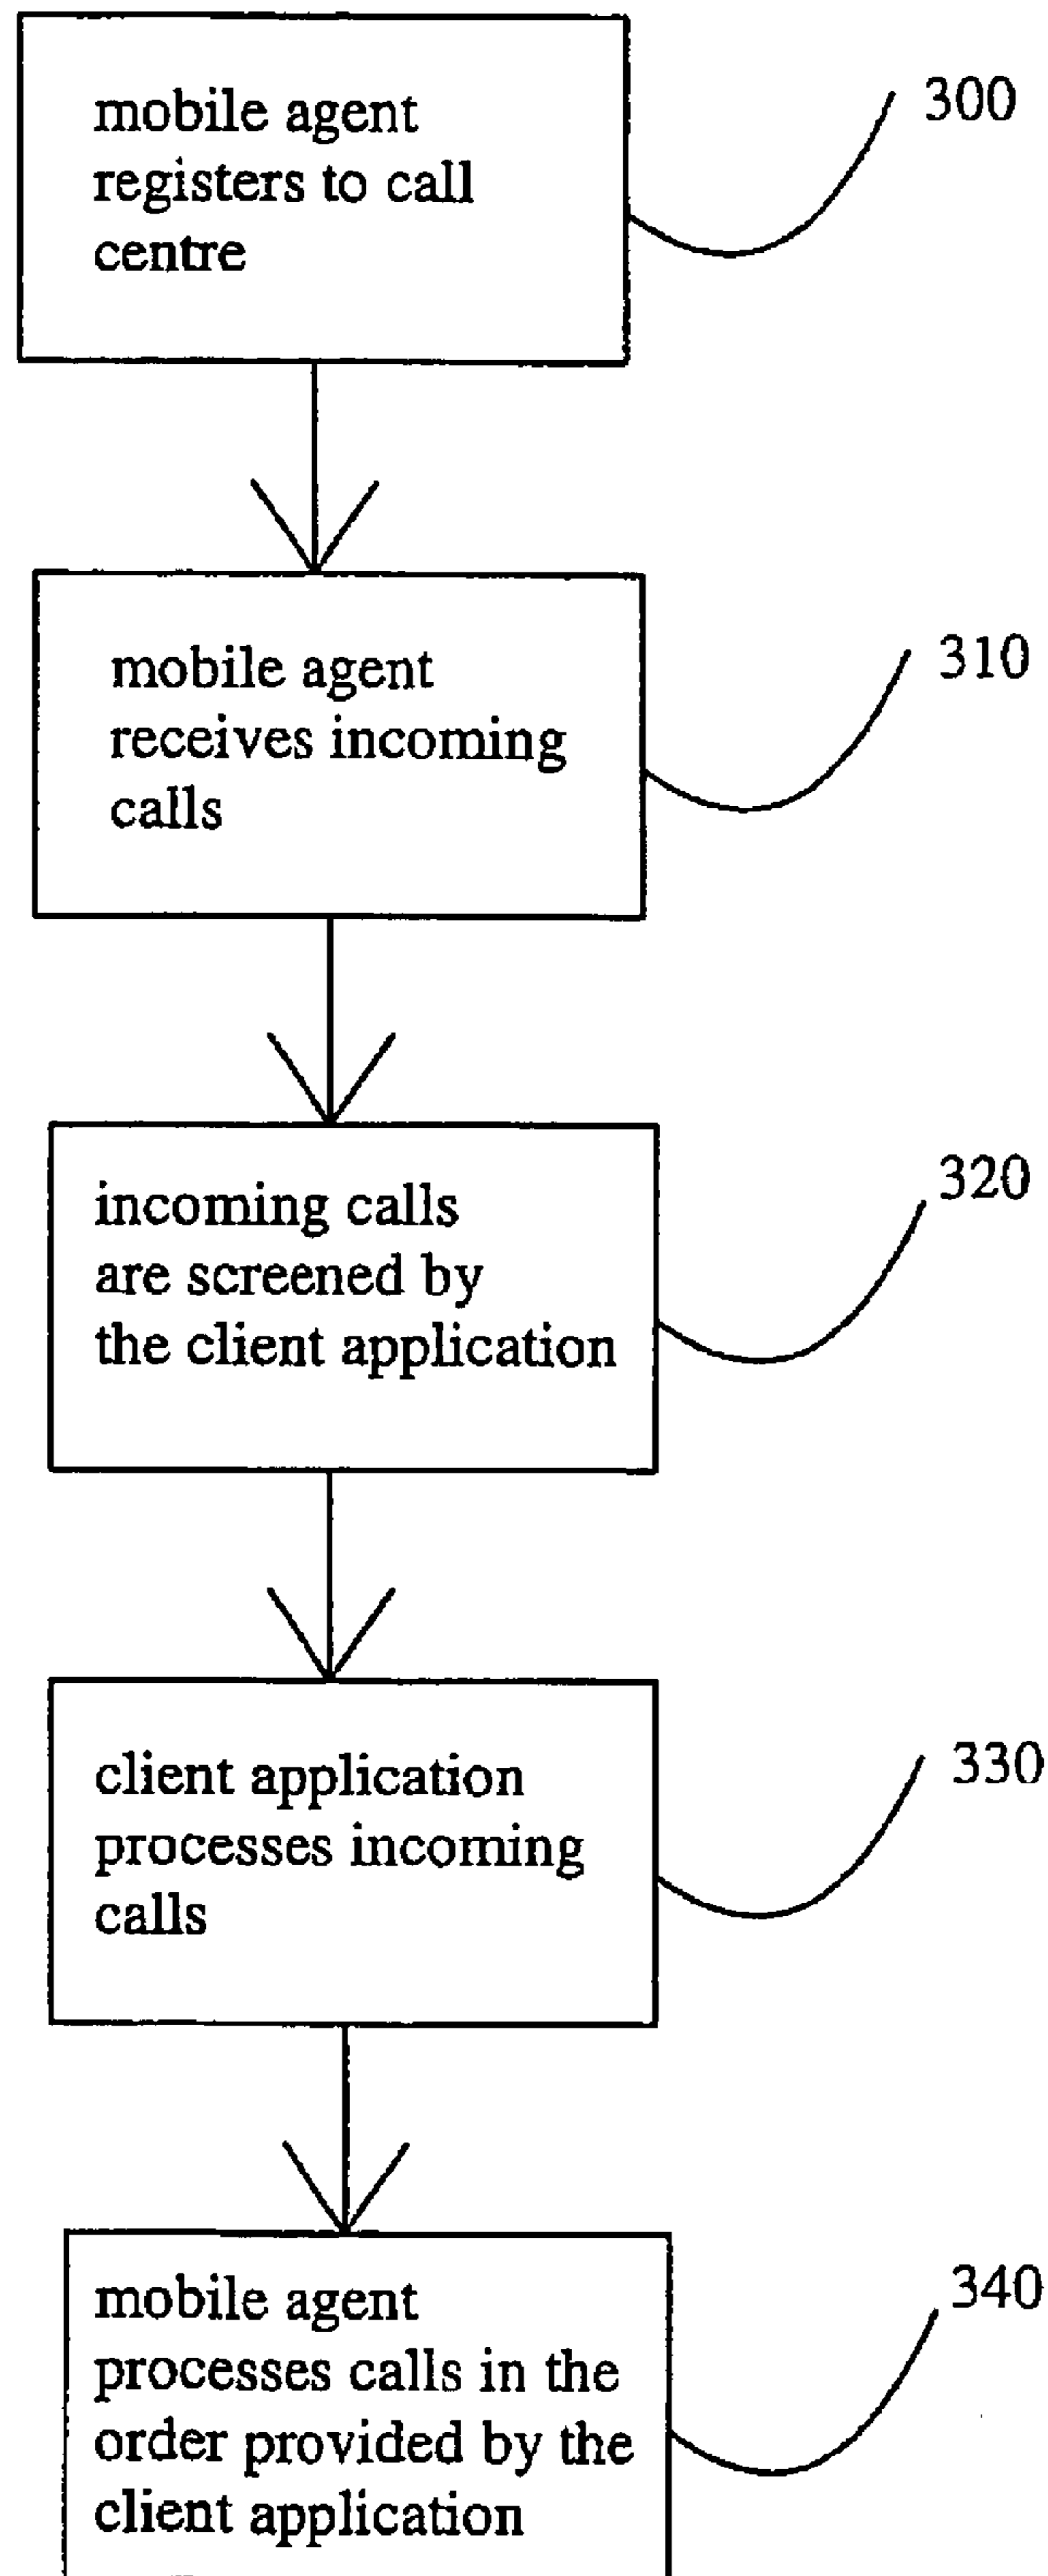 mobile agent
registers to call
centre
300
mobile agent
receives incoming
calls
310
incoming calls
are screened by
the client application
320
client application
processes incoming
calls
330
mobile agent
processes calls in the
order provided by the
client application
340